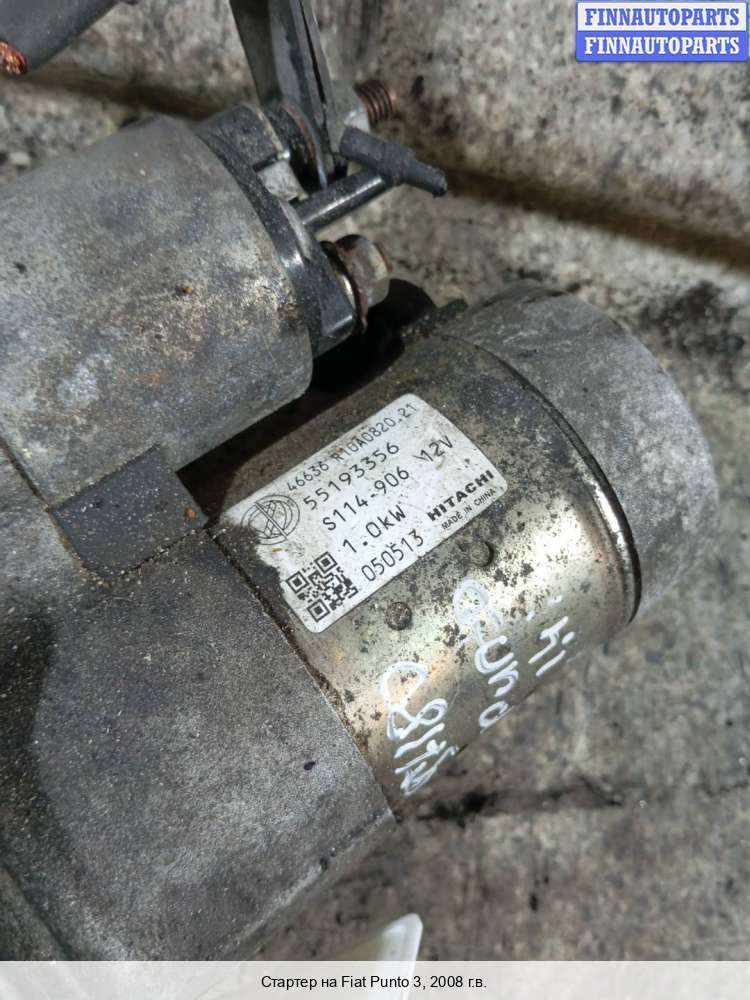 FINNAUTOPARTS
FINNAUTOPARTS
46636 R10A0820.21
55193356
S114-906 12V
1.0kW HITACHI
050513 MADE IN CHINA
Стартер на Fiat Punto 3, 2008 г.в.